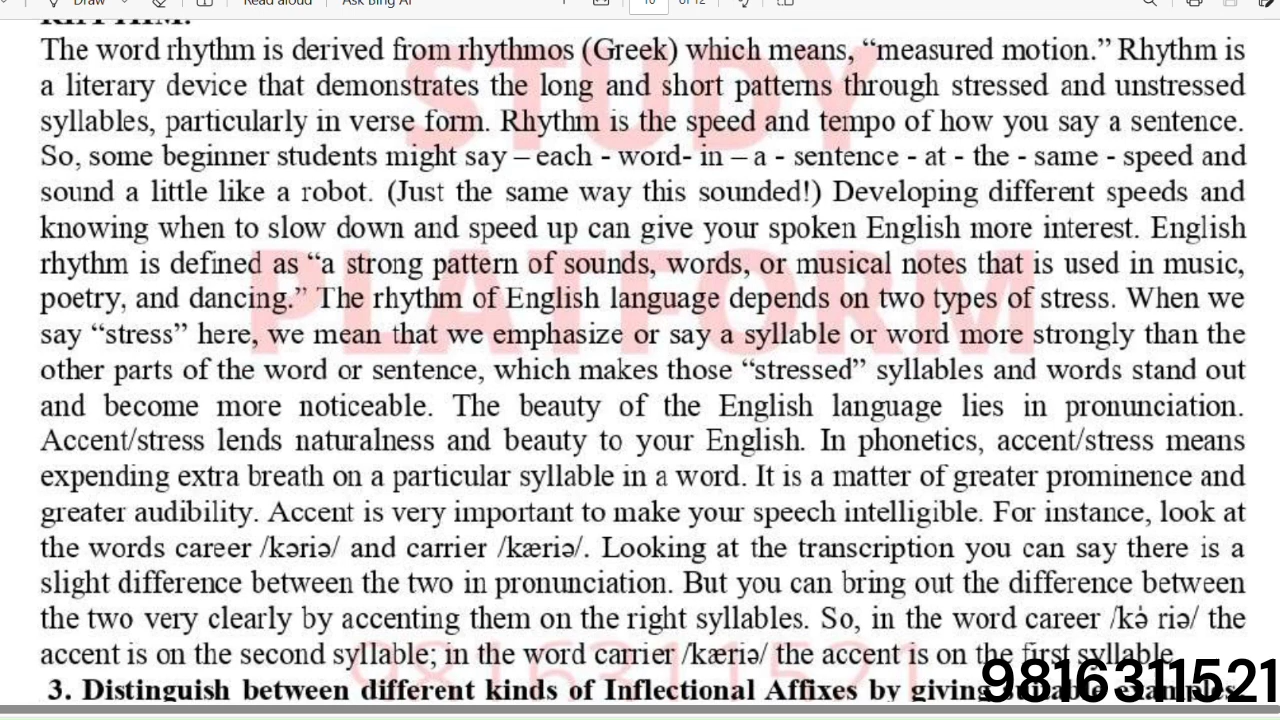 Draw
Read aloud
Ask Bing AI
10
of 12
RHYTHM:
The word rhythm is derived from rhythmos (Greek) which means, “measured motion.” Rhythm is
a literary device that demonstrates the long and short patterns through stressed and unstressed
syllables, particularly in verse form. Rhythm is the speed and tempo of how you say a sentence.
So, some beginner students might say – each - word- in – a - sentence - at - the - same - speed and
sound a little like a robot. (Just the same way this sounded!) Developing different speeds and
knowing when to slow down and speed up can give your spoken English more interest. English
rhythm is defined as “a strong pattern of sounds, words, or musical notes that is used in music,
poetry, and dancing.” The rhythm of English language depends on two types of stress. When we
say “stress” here, we mean that we emphasize or say a syllable or word more strongly than the
other parts of the word or sentence, which makes those “stressed” syllables and words stand out
and become more noticeable. The beauty of the English language lies in pronunciation.
Accent/stress lends naturalness and beauty to your English. In phonetics, accent/stress means
expending extra breath on a particular syllable in a word. It is a matter of greater prominence and
greater audibility. Accent is very important to make your speech intelligible. For instance, look at
the words career /kəriə/ and carrier /kæriə/. Looking at the transcription you can say there is a
slight difference between the two in pronunciation. But you can bring out the difference between
the two very clearly by accenting them on the right syllables. So, in the word career /kə̇ riə/ the
accent is on the second syllable; in the word carrier /kæriə/ the accent is on the first syllable
3. Distinguish between different kinds of Inflectional Affixes by giving suitable examples.
STUDY
PLATFORM
9816311521
9816311521